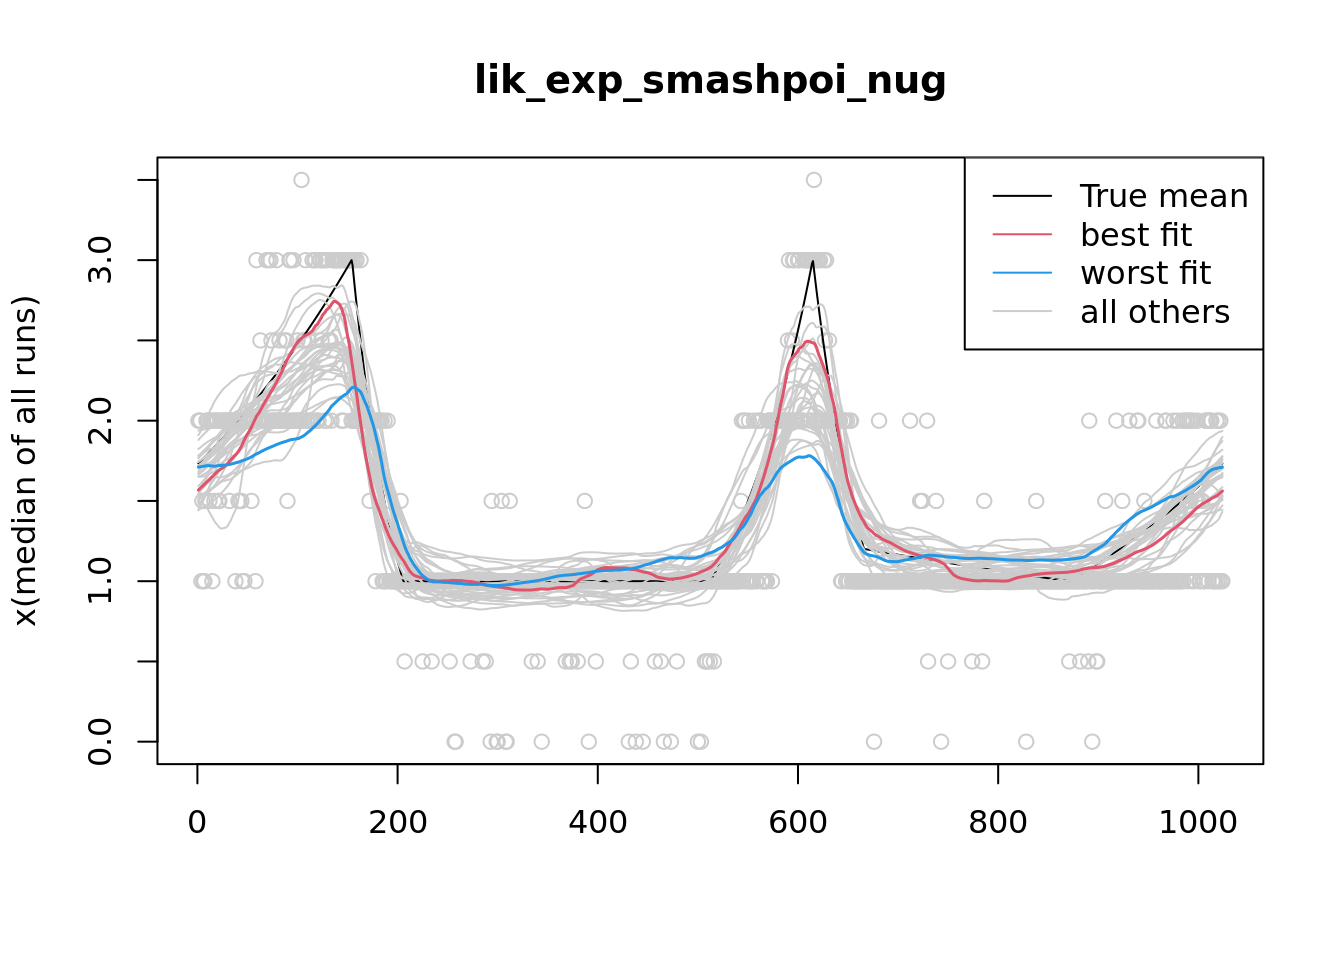 lik_exp_smashpoi_nug
True mean
best fit
worst fit
all others
x(median of all runs)
3.0
2.0
1.0
0.0
0 200 400 600 800 1000